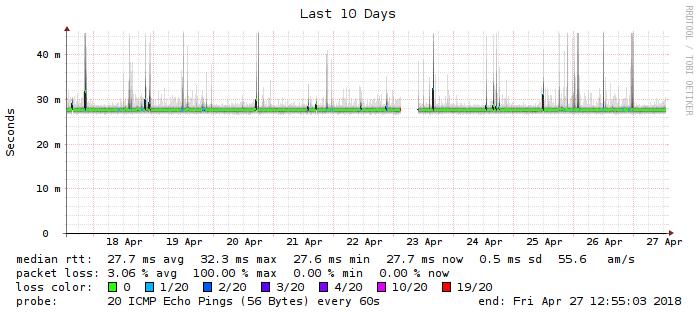 Last 10 Days
RRDTOOL / TOBI OETIKER
Seconds
40 m
30 m
20 m
10 m
0
18 Apr 19 Apr 20 Apr 21 Apr 22 Apr 23 Apr 24 Apr 25 Apr 26 Apr 27 Apr
median rtt: 27.7 ms avg 32.3 ms max 27.6 ms min 27.7 ms now 0.5 ms sd 55.6 am/s
packet loss: 3.06 % avg 100.00 % max 0.00 % min 0.00 % now
loss color: 0 1/20 2/20 3/20 4/20 10/20 19/20
probe: 20 ICMP Echo Pings (56 Bytes) every 60s end: Fri Apr 27 12:55:03 2018